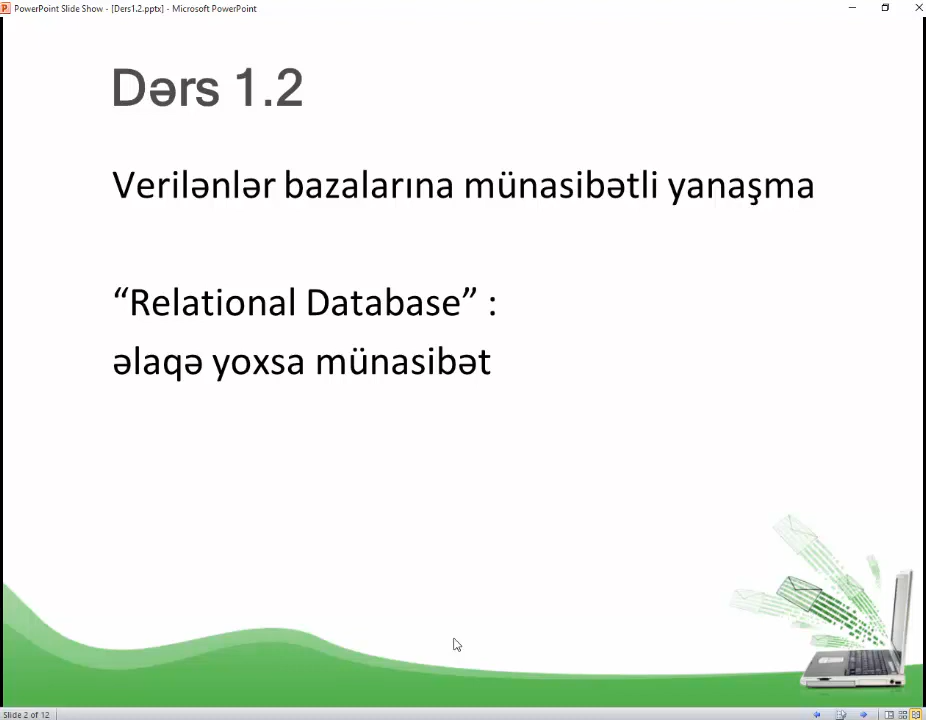 PowerPoint Slide Show - [Ders1.2.pptx] - Microsoft PowerPoint
Dərs 1.2
Verilənlər bazalarına münasibətli yanaşma
“Relational Database” :
əlaqə yoxsa münasibət
Slide 2 of 12